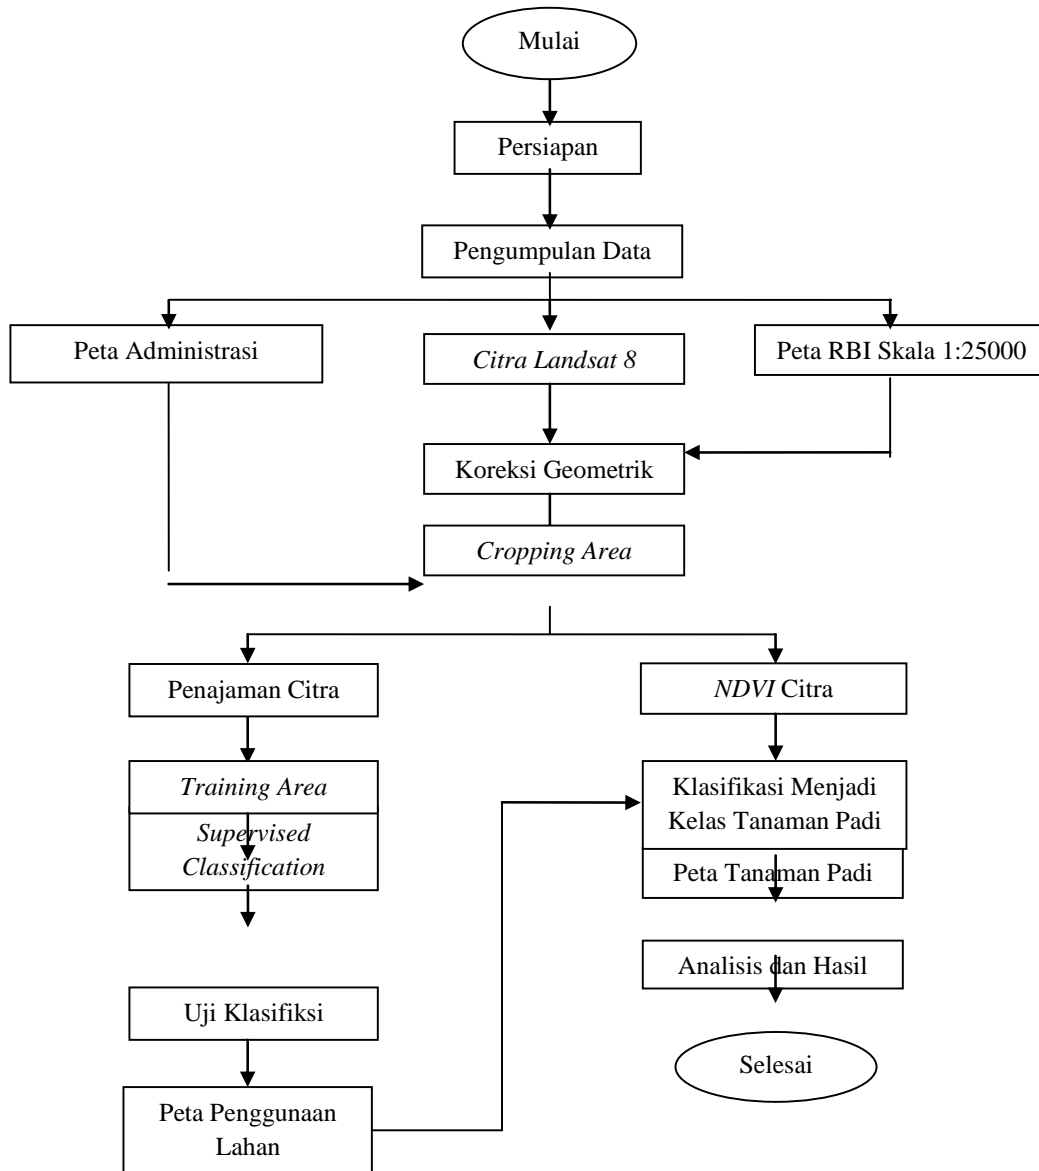 Mulai
Persiapan
Pengumpulan Data
Peta Administrasi
Citra Landsat 8
Peta RBI Skala 1:25000
Koreksi Geometrik
Cropping Area
Penajaman Citra
NDVI Citra
Training Area
Supervised
Classification
Klasifikasi Menjadi
Kelas Tanaman Padi
Peta Tanaman Padi
Analisis dan Hasil
Uji Klasifiksi
Selesai
Peta Penggunaan
Lahan